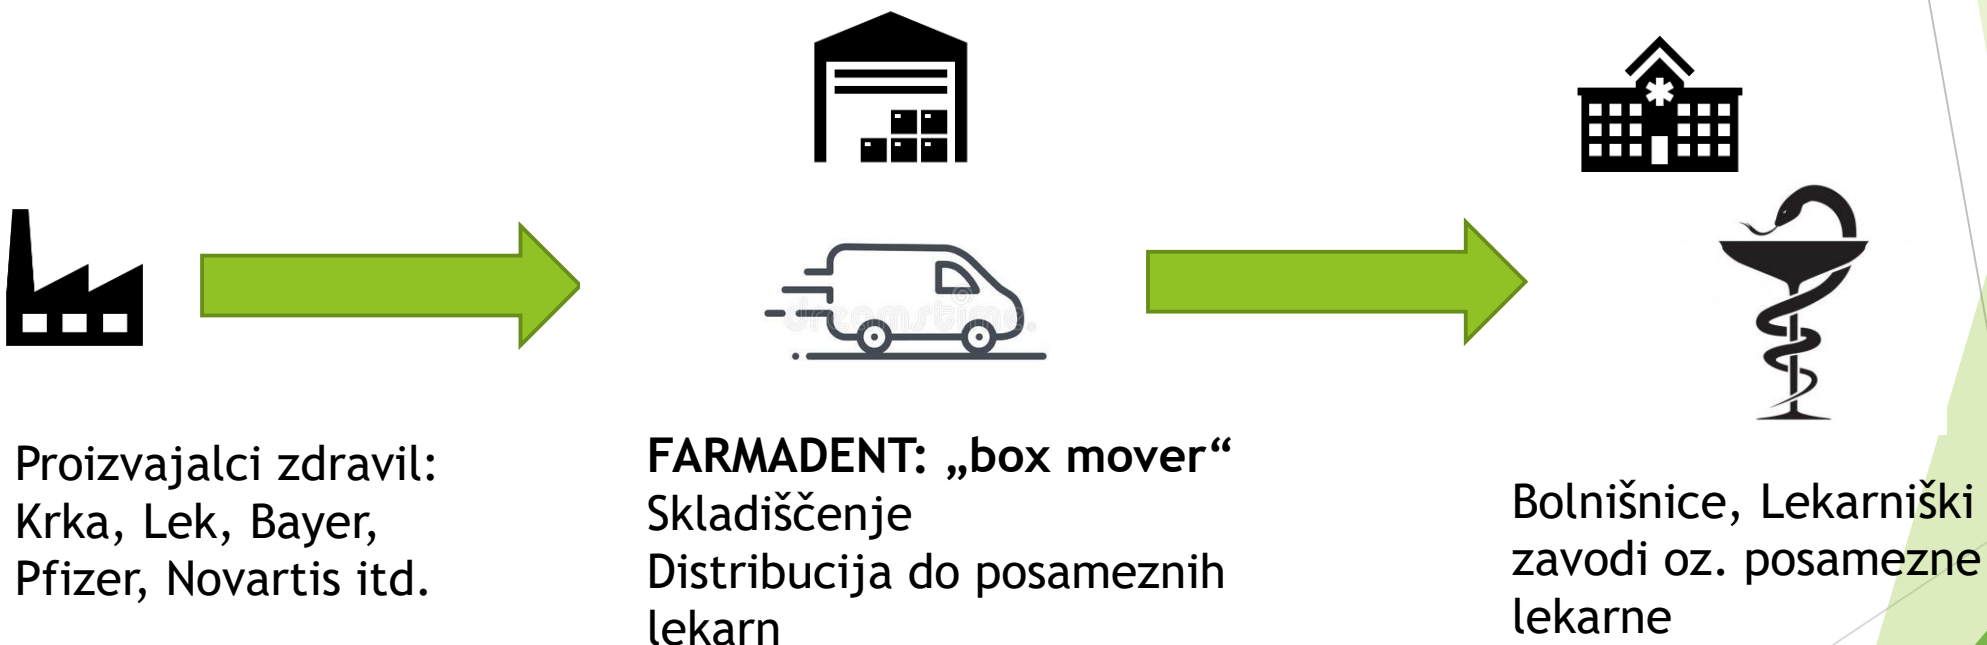 Proizvajalci zdravil:
Krka, Lek, Bayer,
Pfizer, Novartis itd.
FARMADENT: „box mover“
Skladiščenje
Distribucija do posameznih
lekarn
Bolnišnice, Lekarniški
zavodi oz. posamezne
lekarne
dreamstime.